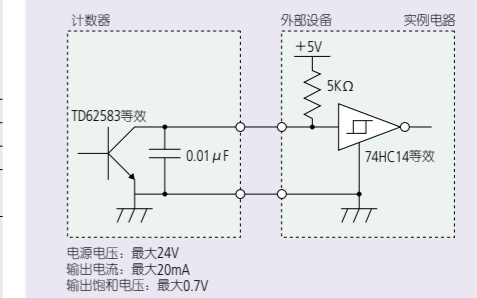 计数器
外部设备 实例电路
+5V
5KΩ
TD62583等效
0.01μF
74HC14等效
电源电压：最大24V
输出电流：最大20mA
输出饱和电压：最大0.7V